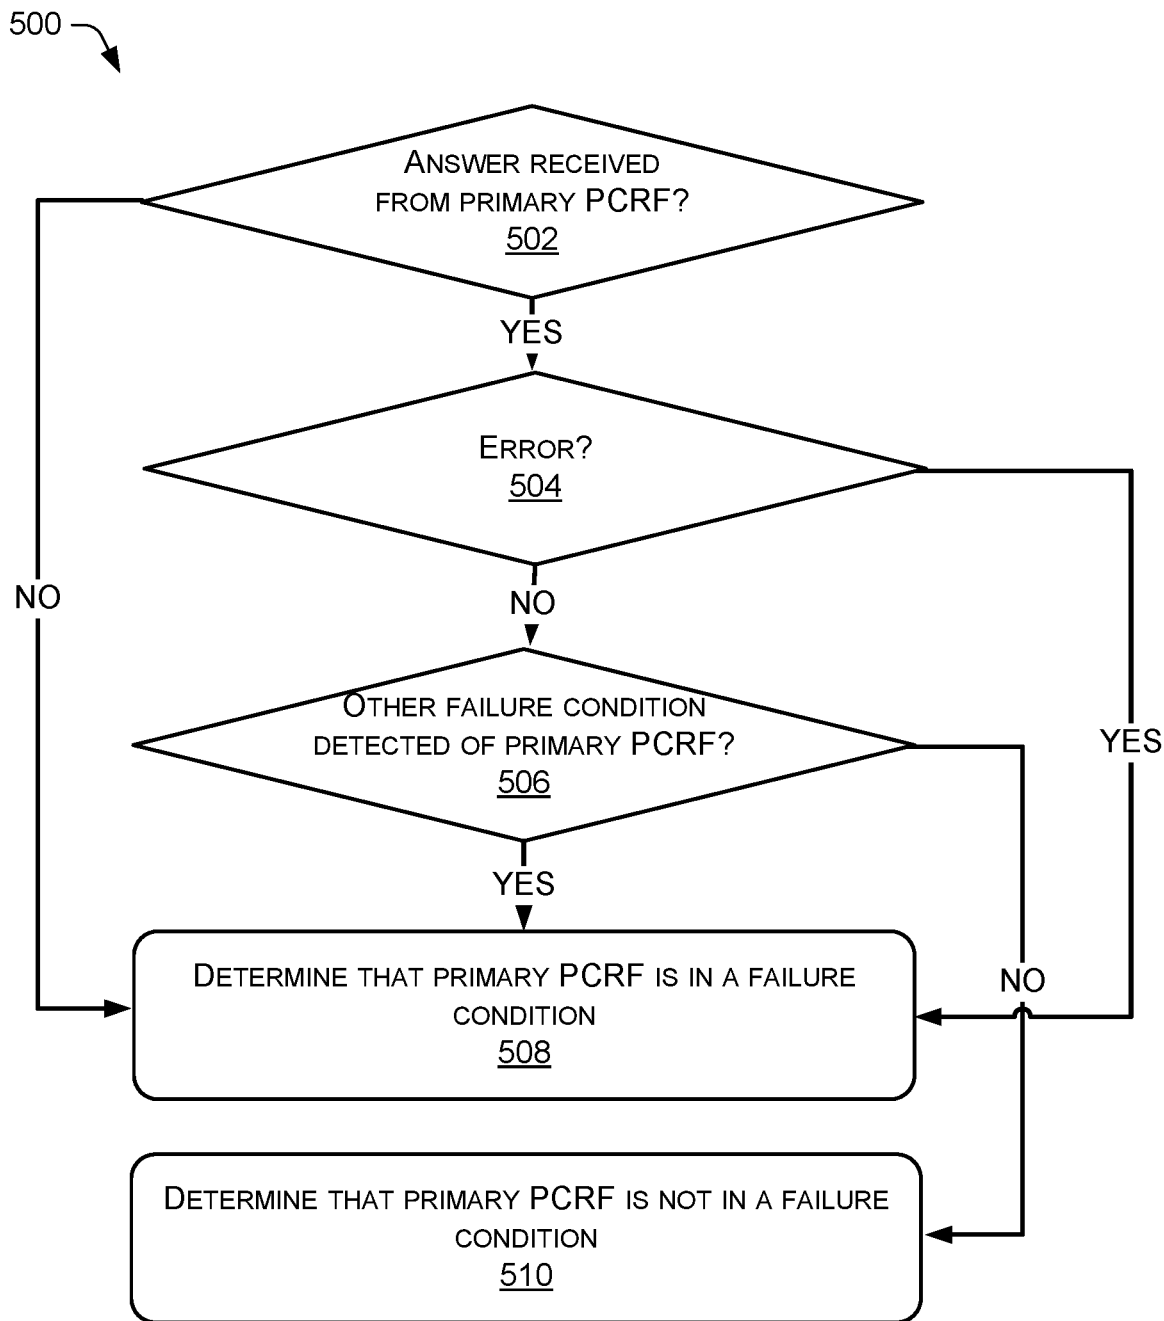 500
ANSWER RECEIVED
FROM PRIMARY PCRF?
502
YES
ERROR?
504
NO
NO
OTHER FAILURE CONDITION
DETECTED OF PRIMARY PCRF?
506
YES
YES
DETERMINE THAT PRIMARY PCRF IS IN A FAILURE
CONDITION
508
NO
DETERMINE THAT PRIMARY PCRF IS NOT IN A FAILURE
CONDITION
510